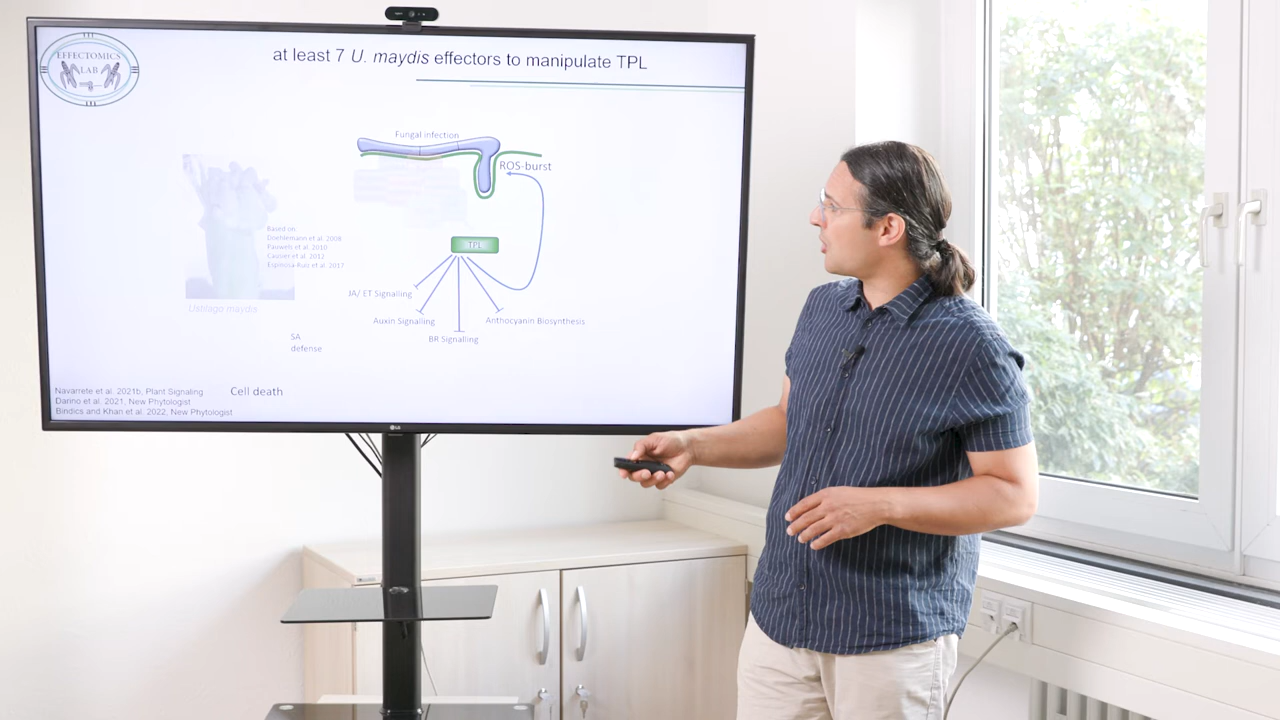 EFFECTOMICS
LAB
at least 7 U. maydis effectors to manipulate TPL
Fungal infection
ROS-burst
Based on
Doehlemann et al. 2008
Pauwels et al. 2010
Causier et al. 2012
Espinosa-Ruiz et al. 2017
TPL
JA/ ET Signalling
Ustilago maydis
Auxin Signalling
Anthocyanin Biosynthesis
BR Signalling
SA
defense
Cell death
Navarrete et al. 2021b, Plant Signaling
Darino et al. 2021, New Phytologist
Bindics and Khan et al. 2022, New Phytologist
LG